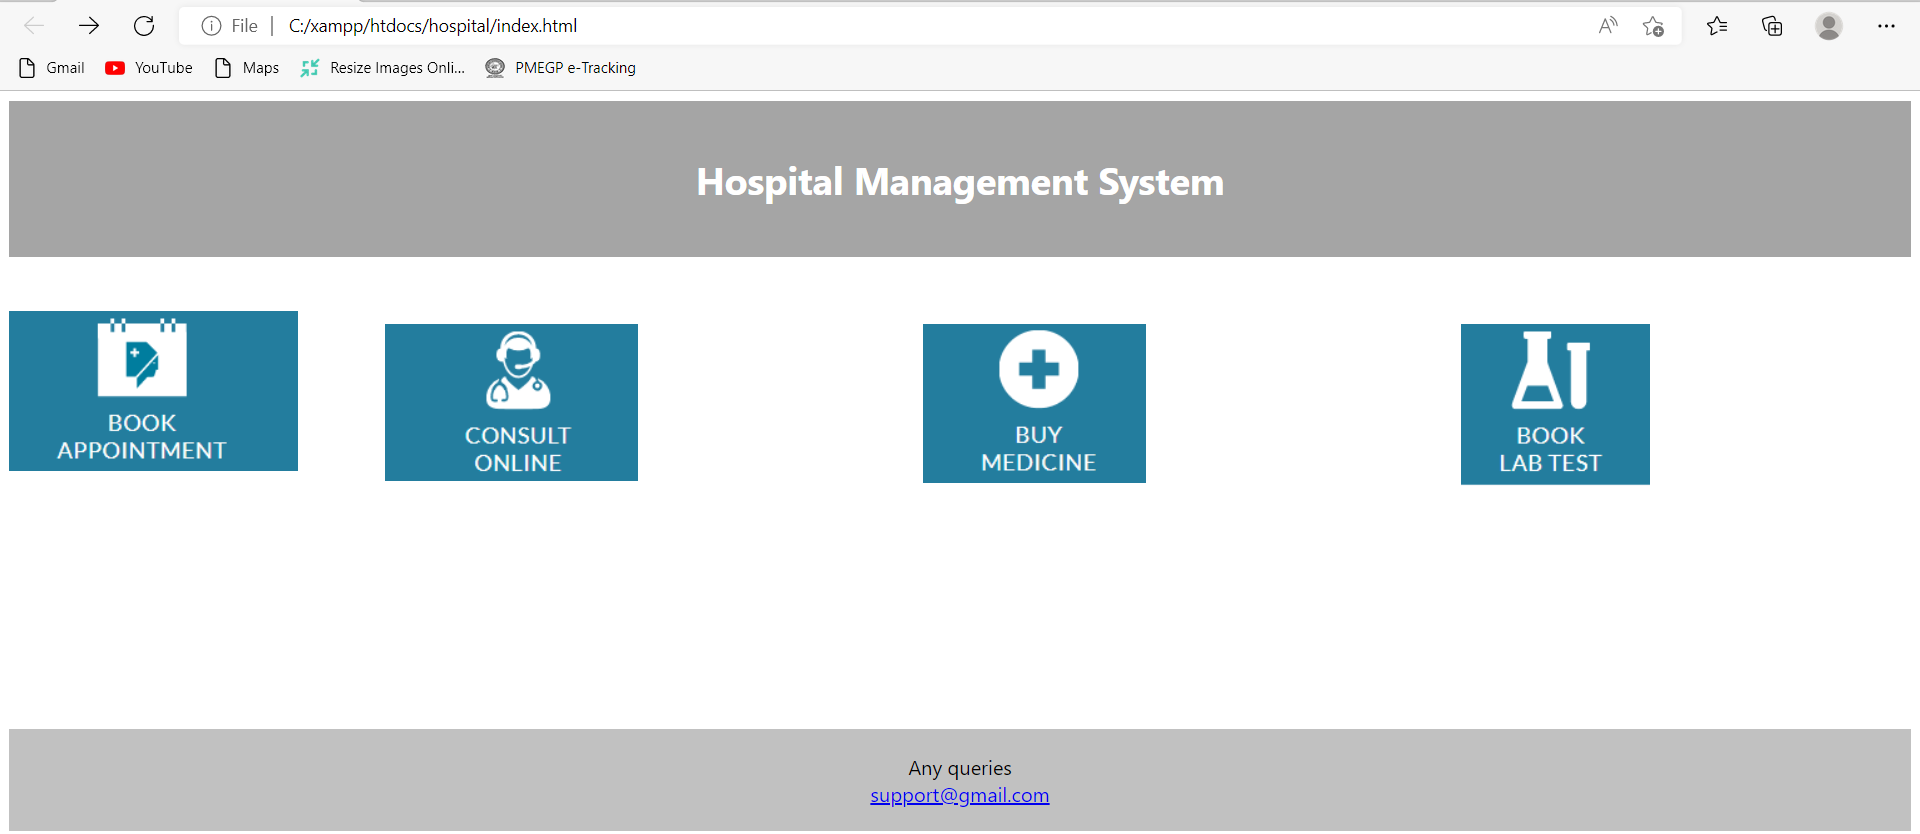 File | C:/xampp/htdocs/hospital/index.html
Gmail YouTube Maps Resize Images Onli... PMEGP e-Tracking
Hospital Management System
BOOK
APPOINTMENT
CONSULT
ONLINE
BUY
MEDICINE
BOOK
LAB TEST
Any queries
support@gmail.com